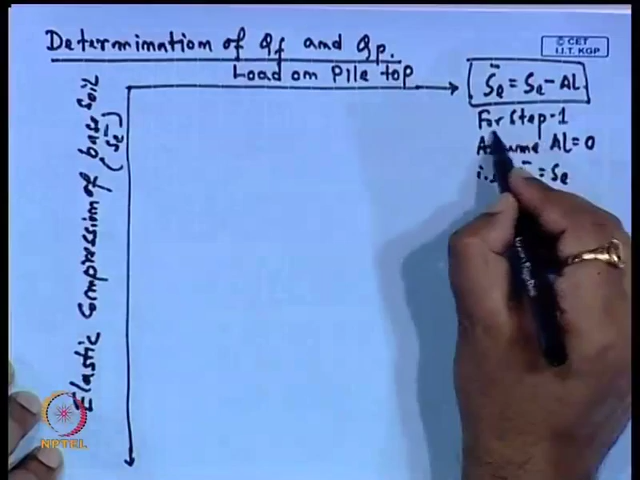 Determination of Qf and Qp.
© CET
I.I.T. KGP
Load on Pile top
S̄e = Se - ΔL
For Step-1
Assume ΔL = 0
= Se
Elastic compression of base soil
(S̄e)
NPTEL